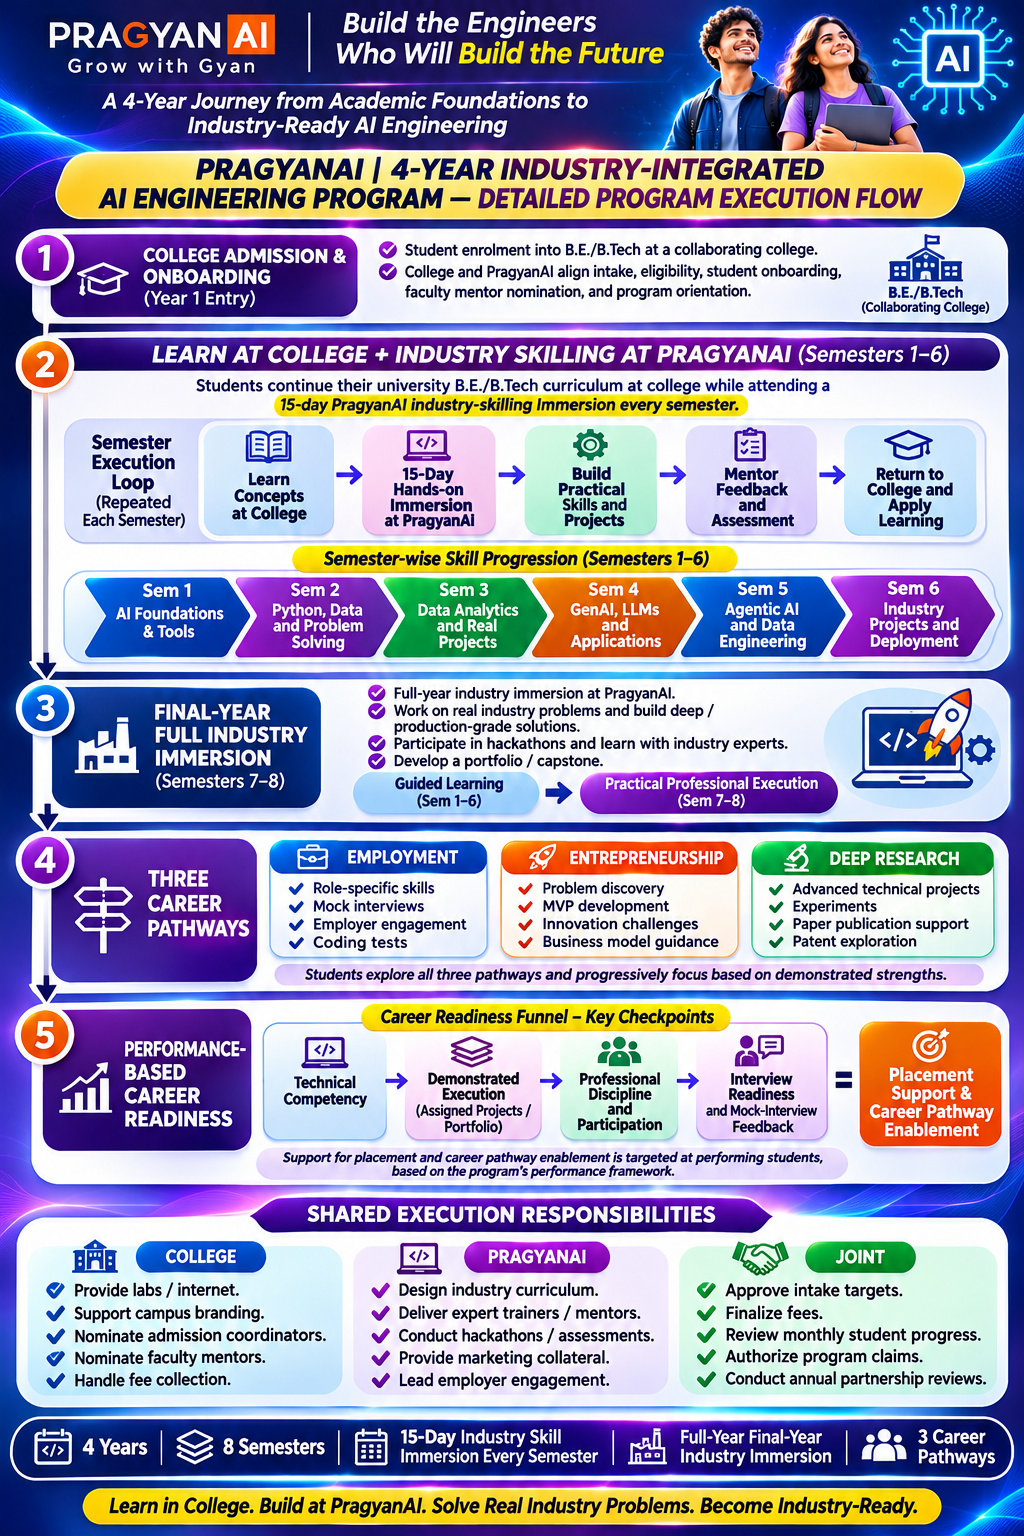 PRAGYAN AI
Grow with Gyan
Build the Engineers
Who Will Build the Future
AI
A 4-Year Journey from Academic Foundations to
Industry-Ready AI Engineering
PRAGYANAI | 4-YEAR INDUSTRY-INTEGRATED
AI ENGINEERING PROGRAM — DETAILED PROGRAM EXECUTION FLOW
1
COLLEGE ADMISSION &
ONBOARDING
(Year 1 Entry)
Student enrolment into B.E./B.Tech at a collaborating college.
College and PragyanAI align intake, eligibility, student onboarding,
faculty mentor nomination, and program orientation.
B.E./B.Tech
(Collaborating College)
2
LEARN AT COLLEGE + INDUSTRY SKILLING AT PRAGYANAI (Semesters 1–6)
Students continue their university B.E./B.Tech curriculum at college while attending a
15-day PragyanAI industry-skilling Immersion every semester.
Semester
Execution
Loop
(Repeated
Each Semester)
Learn
Concepts
at College
</>
15-Day
Hands-on
Immersion
at PragyanAI
Build
Practical
Skills and
Projects
Mentor
Feedback
and
Assessment
Return to
College and
Apply
Learning
Semester-wise Skill Progression (Semesters 1–6)
Sem 1
AI Foundations
& Tools
Sem 2
Python, Data
and Problem
Solving
Sem 3
Data Analytics
and Real
Projects
Sem 4
GenAI, LLMs
and
Applications
Sem 5
Agentic AI
and Data
Engineering
Sem 6
Industry
Projects and
Deployment
3
FINAL-YEAR
FULL INDUSTRY
IMMERSION
(Semesters 7–8)
Full-year industry immersion at PragyanAI.
Work on real industry problems and build deep /
production-grade solutions.
Participate in hackathons and learn with industry experts.
Develop a portfolio / capstone.
Guided Learning
(Sem 1–6)
Practical Professional Execution
(Sem 7–8)
</>
4
THREE
CAREER
PATHWAYS
EMPLOYMENT
Role-specific skills
Mock interviews
Employer engagement
Coding tests
ENTREPRENEURSHIP
Problem discovery
MVP development
Innovation challenges
Business model guidance
DEEP RESEARCH
Advanced technical projects
Experiments
Paper publication support
Patent exploration
Students explore all three pathways and progressively focus based on demonstrated strengths.
5
PERFORMANCE-
BASED
CAREER
READINESS
Career Readiness Funnel – Key Checkpoints
</>
Technical
Competency
Demonstrated
Execution
(Assigned Projects /
Portfolio)
Professional
Discipline
and
Participation
Interview
Readiness
and Mock-Interview
Feedback
=
Placement
Support &
Career Pathway
Enablement
Support for placement and career pathway enablement is targeted at performing students,
based on the program's performance framework.
SHARED EXECUTION RESPONSIBILITIES
COLLEGE
Provide labs / internet.
Support campus branding.
Nominate admission coordinators.
Nominate faculty mentors.
Handle fee collection.
</>
PRAGYANAI
Design industry curriculum.
Deliver expert trainers / mentors.
Conduct hackathons / assessments.
Provide marketing collateral.
Lead employer engagement.
JOINT
Approve intake targets.
Finalize fees.
Review monthly student progress.
Authorize program claims.
Conduct annual partnership reviews.
</>
4 Years
8 Semesters
15-Day Industry Skill
Immersion Every Semester
Full-Year Final-Year
Industry Immersion
3 Career
Pathways
Learn in College. Build at PragyanAI. Solve Real Industry Problems. Become Industry-Ready.